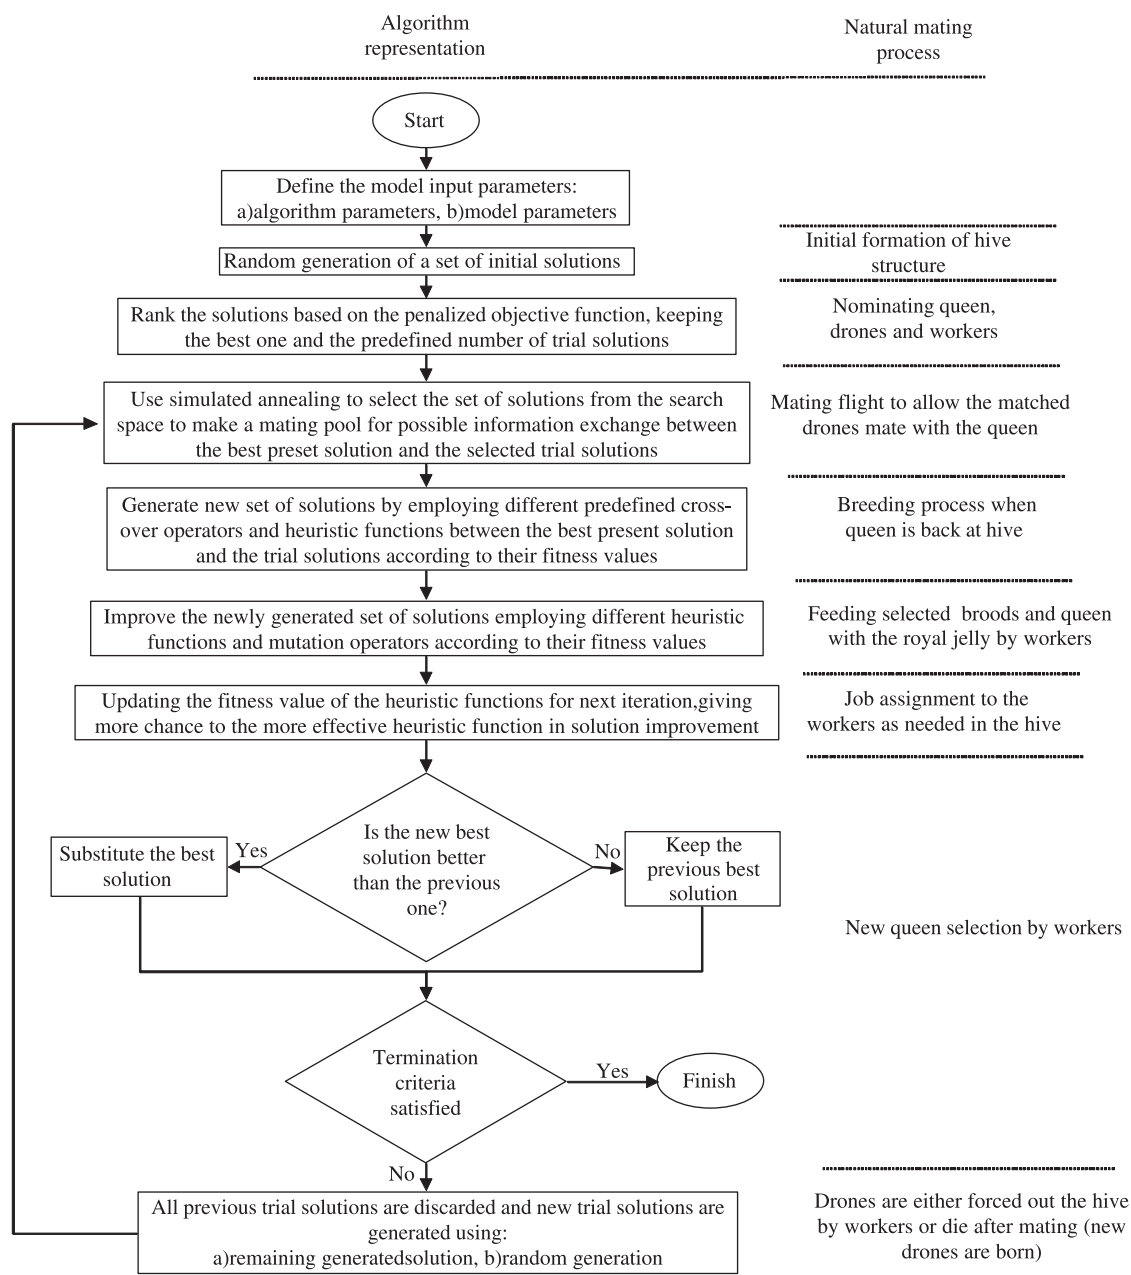 Algorithm
representation
Natural mating
process
Start
Define the model input parameters:
a)algorithm parameters, b)model parameters
Random generation of a set of initial solutions
Initial formation of hive
structure
Rank the solutions based on the penalized objective function, keeping
the best one and the predefined number of trial solutions
Nominating queen,
drones and workers
Use simulated annealing to select the set of solutions from the search
space to make a mating pool for possible information exchange between
the best preset solution and the selected trial solutions
Mating flight to allow the matched
drones mate with the queen
Generate new set of solutions by employing different predefined cross-
over operators and heuristic functions between the best present solution
and the trial solutions according to their fitness values
Breeding process when
queen is back at hive
Improve the newly generated set of solutions employing different heuristic
functions and mutation operators according to their fitness values
Feeding selected broods and queen
with the royal jelly by workers
Updating the fitness value of the heuristic functions for next iteration,giving
more chance to the more effective heuristic function in solution improvement
Job assignment to the
workers as needed in the hive
Is the new best
solution better
than the previous
one?
Yes
No
Substitute the best
solution
Keep the
previous best
solution
New queen selection by workers
Termination
criteria
satisfied
Yes
Finish
No
All previous trial solutions are discarded and new trial solutions are
generated using:
a)remaining generatedsolution, b)random generation
Drones are either forced out the hive
by workers or die after mating (new
drones are born)